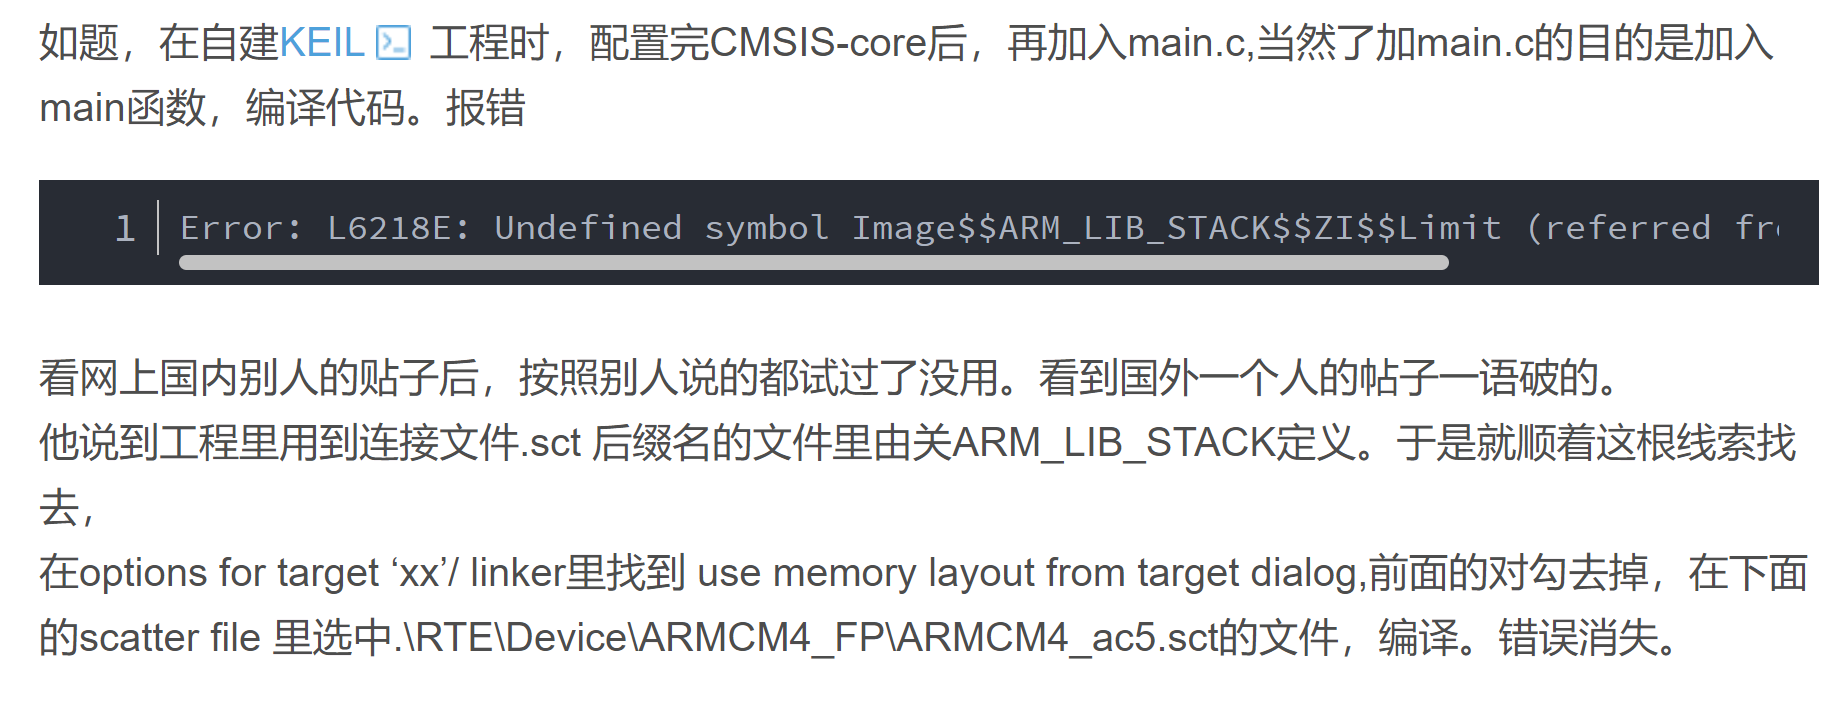 如题，在自建KEIL 工程时，配置完CMSIS-core后，再加入main.c,当然了加main.c的目的是加入
main函数，编译代码。报错
1 Error: L6218E: Undefined symbol Image$$ARM_LIB_STACK$$ZI$$Limit (referred fr
看网上国内别人的贴子后，按照别人说的都试过了没用。看到国外一个人的帖子一语破的。
他说到工程里用到连接文件.sct 后缀名的文件里由关ARM_LIB_STACK定义。于是就顺着这根线索找
去，
在options for target ‘xx’/ linker里找到 use memory layout from target dialog,前面的对勾去掉，在下面
的scatter file 里选中.\RTE\Device\ARMCM4_FP\ARMCM4_ac5.sct的文件，编译。错误消失。